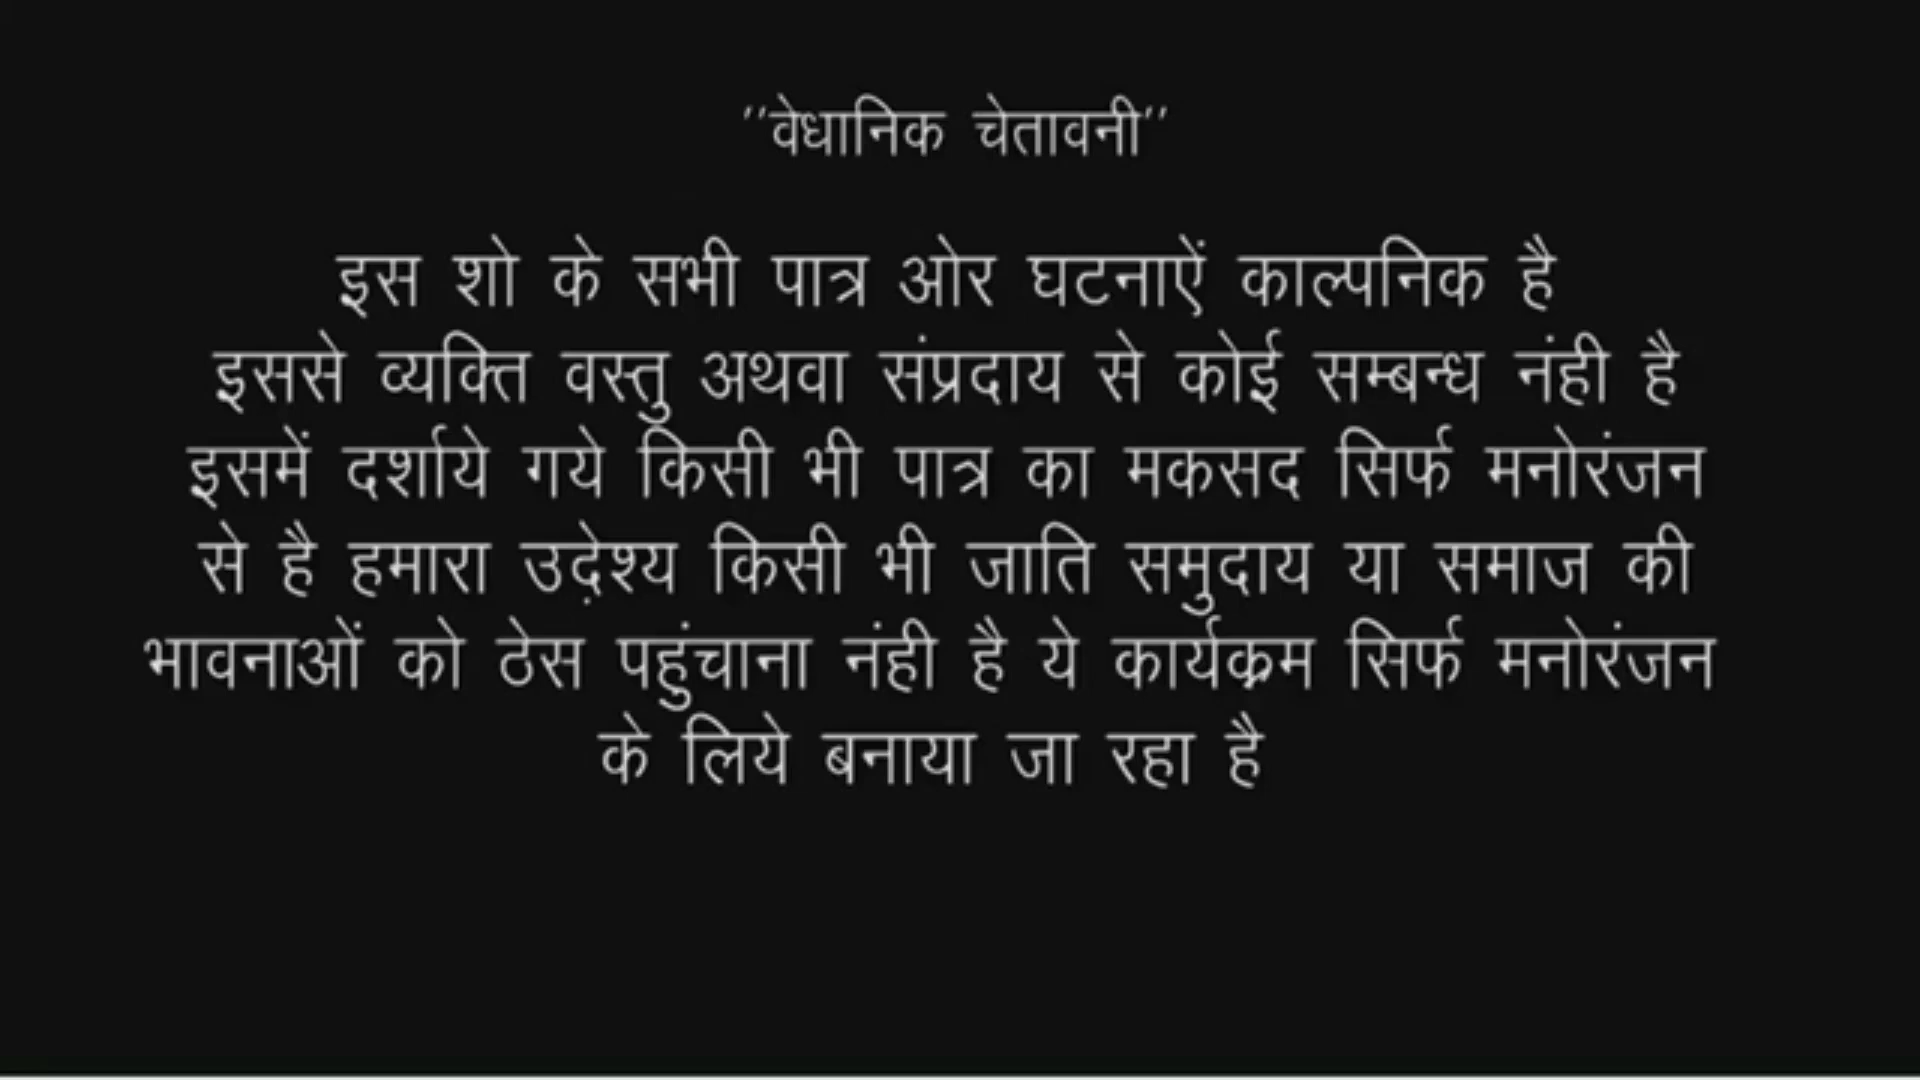 ''वेधानिक चेतावनी''
इस शो के सभी पात्र ओर घटनाऐं काल्पनिक है
इससे व्यक्ति वस्तु अथवा संप्रदाय से कोई सम्बन्ध नंही है
इसमें दर्शाये गये किसी भी पात्र का मकसद सिर्फ मनोरंजन
से है हमारा उद़ेश्य किसी भी जाति समुदाय या समाज की
भावनाओं को ठेस पहुंचाना नंही है ये कार्यक्रम सिर्फ मनोरंजन
के लिये बनाया जा रहा है